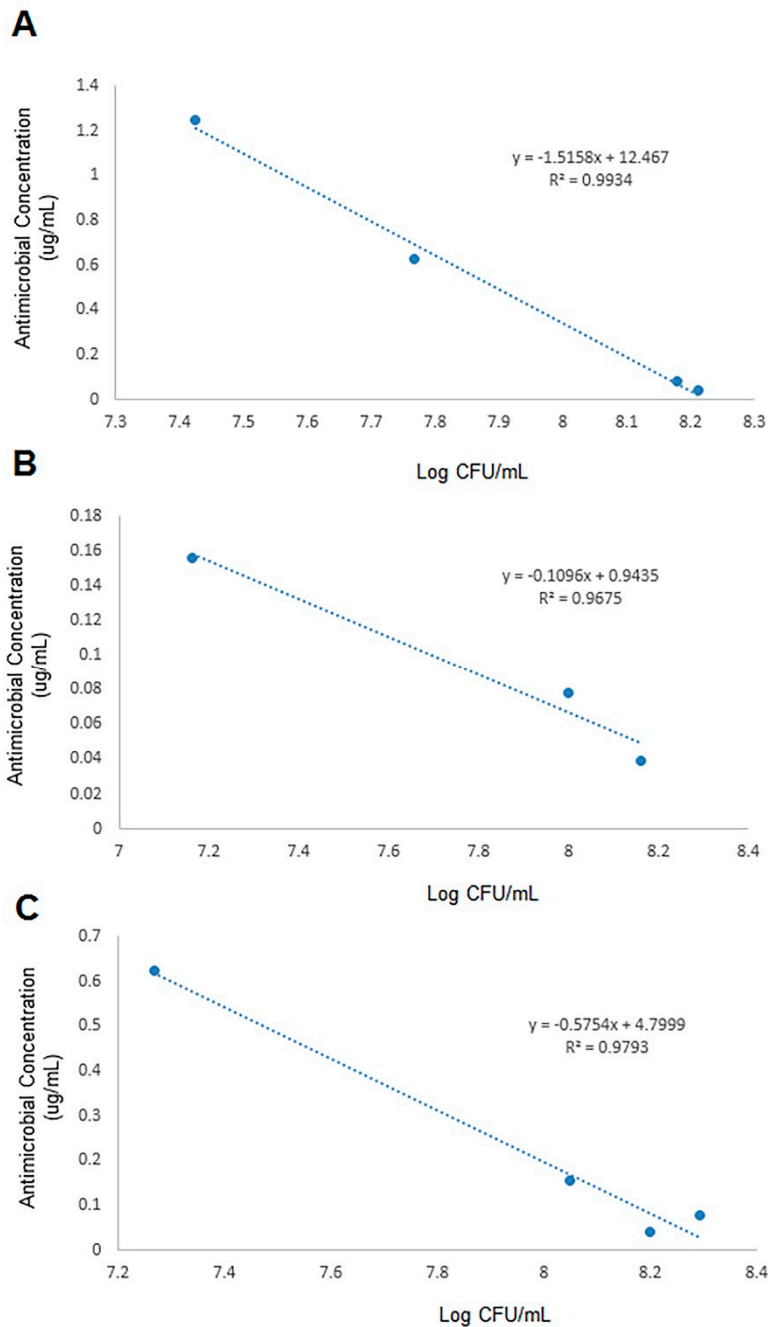 A
Antimicrobial Concentration
(ug/mL)
1.4
1.2
1
0.8
0.6
0.4
0.2
0
y = -1.5158x + 12.467
R² = 0.9934
7.3 7.4 7.5 7.6 7.7 7.8 7.9 8 8.1 8.2 8.3
Log CFU/mL
B
Antimicrobial Concentration
(ug/mL)
0.18
0.16
0.14
0.12
0.1
0.08
0.06
0.04
0.02
0
y = -0.1096x + 0.9435
R² = 0.9675
7 7.2 7.4 7.6 7.8 8 8.2 8.4
Log CFU/mL
C
Antimicrobial Concentration
(ug/mL)
0.7
0.6
0.5
0.4
0.3
0.2
0.1
0
y = -0.5754x + 4.7999
R² = 0.9793
7.2 7.4 7.6 7.8 8 8.2 8.4
Log CFU/mL